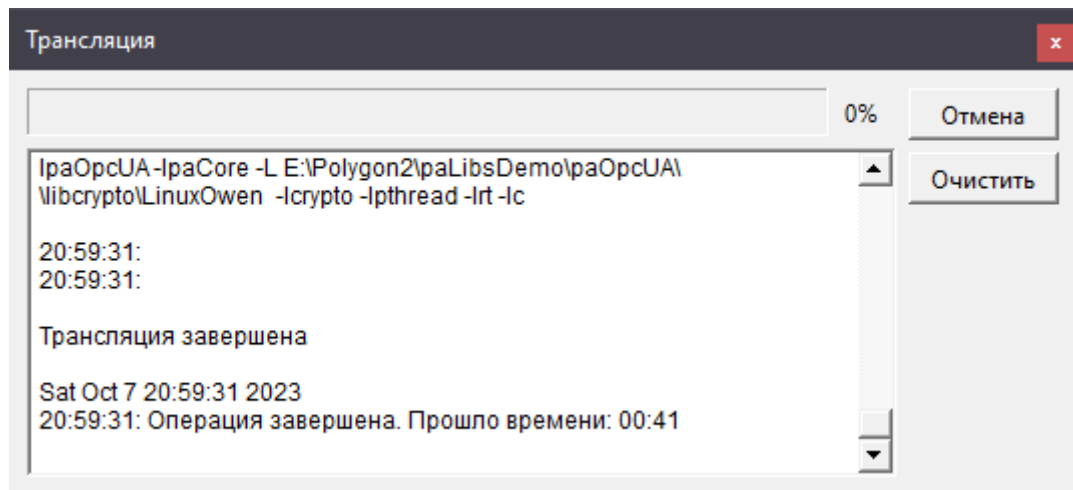 Трансляция
x
0%
Отмена
lpaOpcUA -lpaCore -L E:\Polygon2\paLibsDemo\paOpcUA\
\libcrypto\LinuxOwen -lcrypto -lpthread -lrt -lc
Очистить
20:59:31:
20:59:31:
Трансляция завершена
Sat Oct 7 20:59:31 2023
20:59:31: Операция завершена. Прошло времени: 00:41